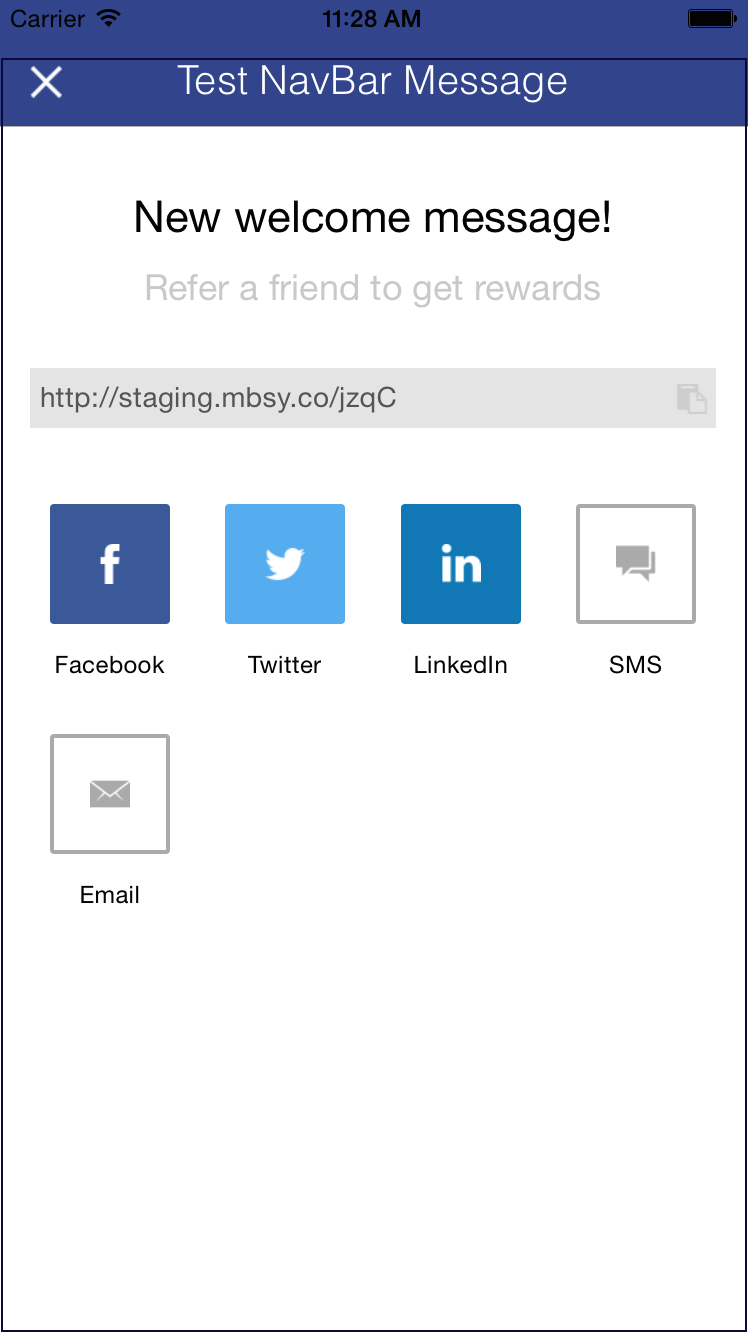 Carrier 11:28 AM
Test NavBar Message
New welcome message!
Refer a friend to get rewards
http://staging.mbsy.co/jzqC
f in
Facebook Twitter LinkedIn SMS
Email